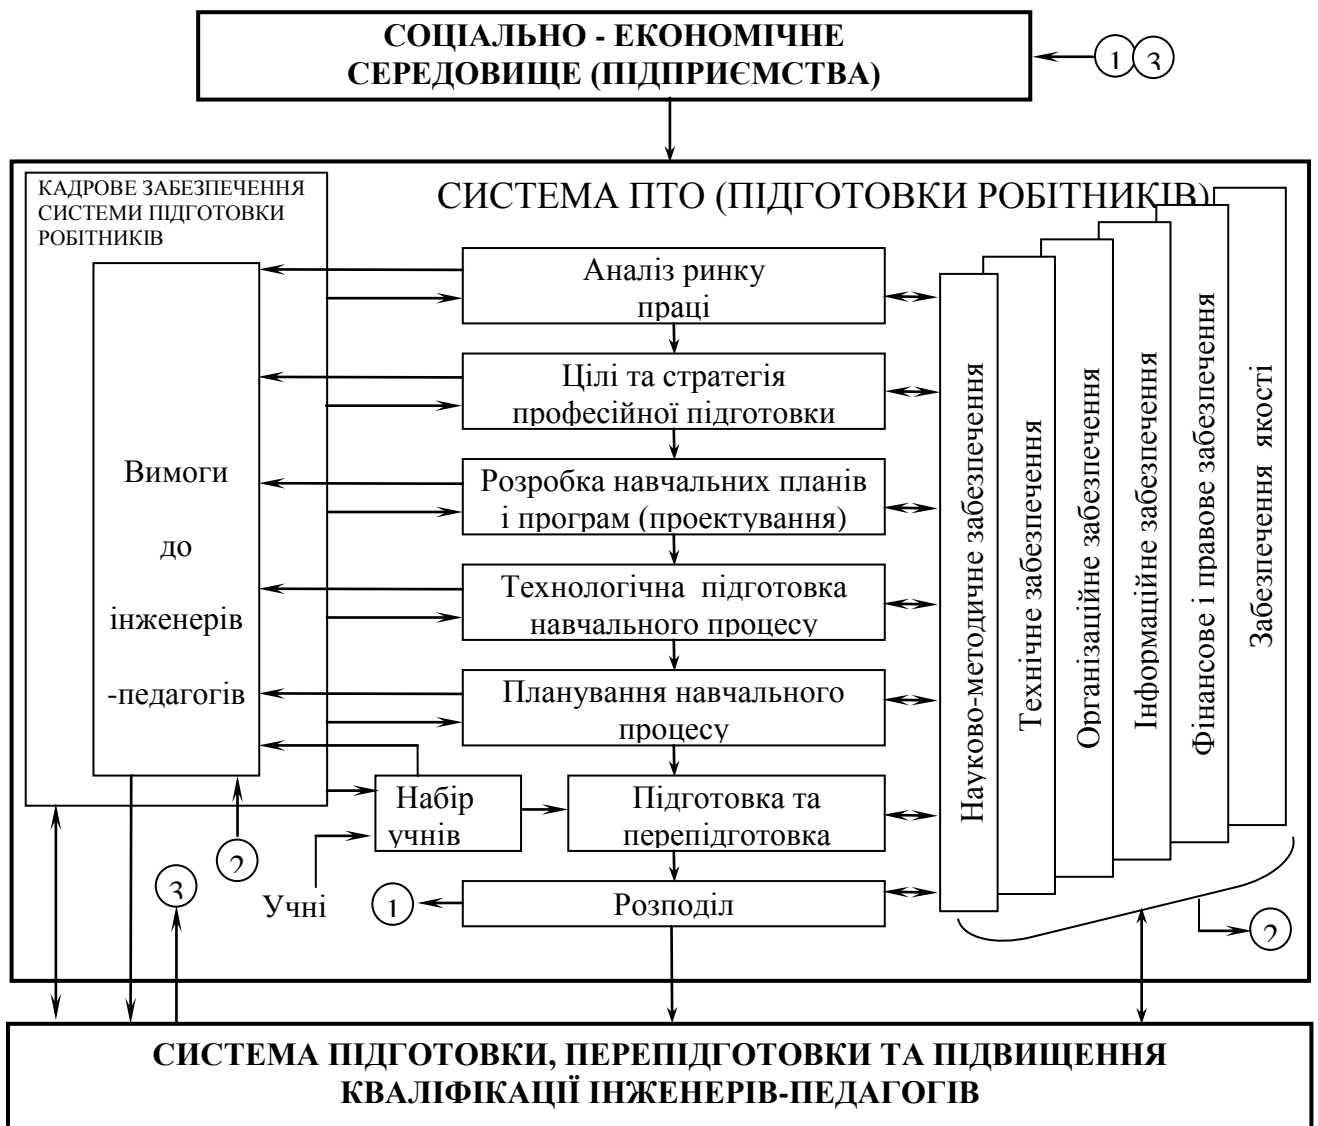 СОЦІАЛЬНО - ЕКОНОМІЧНЕ
СЕРЕДОВИЩЕ (ПІДПРИЄМСТВА)
1
3
КАДРОВЕ ЗАБЕЗПЕЧЕННЯ
СИСТЕМИ ПІДГОТОВКИ
РОБІТНИКІВ
СИСТЕМА ПТО (ПІДГОТОВКИ РОБІТНИКІВ)
Вимоги
до
інженерів
-педагогів
Аналіз ринку
праці
Цілі та стратегія
професійної підготовки
Розробка навчальних планів
і програм (проектування)
Технологічна підготовка
навчального процесу
Планування навчального
процесу
Набір
учнів
Підготовка та
перепідготовка
Розподіл
Учні
1
2
3
Науково-методичне забезпечення
Технічне забезпечення
Організаційне забезпечення
Інформаційне забезпечення
Фінансове і правове забезпечення
Забезпечення якості
2
СИСТЕМА ПІДГОТОВКИ, ПЕРЕПІДГОТОВКИ ТА ПІДВИЩЕННЯ
КВАЛІФІКАЦІЇ ІНЖЕНЕРІВ-ПЕДАГОГІВ